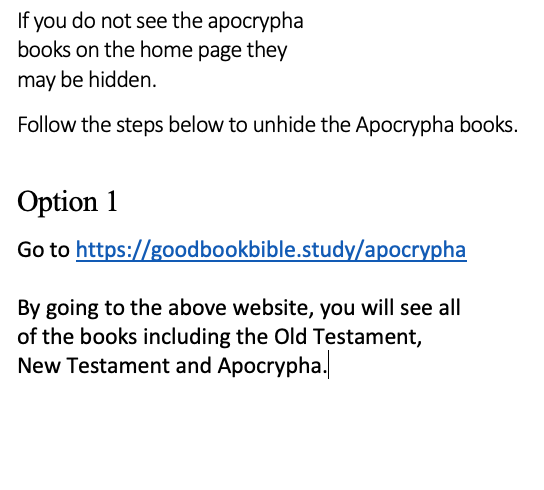 If you do not see the apocrypha
books on the home page they
may be hidden.
Follow the steps below to unhide the Apocrypha books.
Option 1
Go to https://goodbookbible.study/apocrypha
By going to the above website, you will see all
of the books including the Old Testament,
New Testament and Apocrypha.